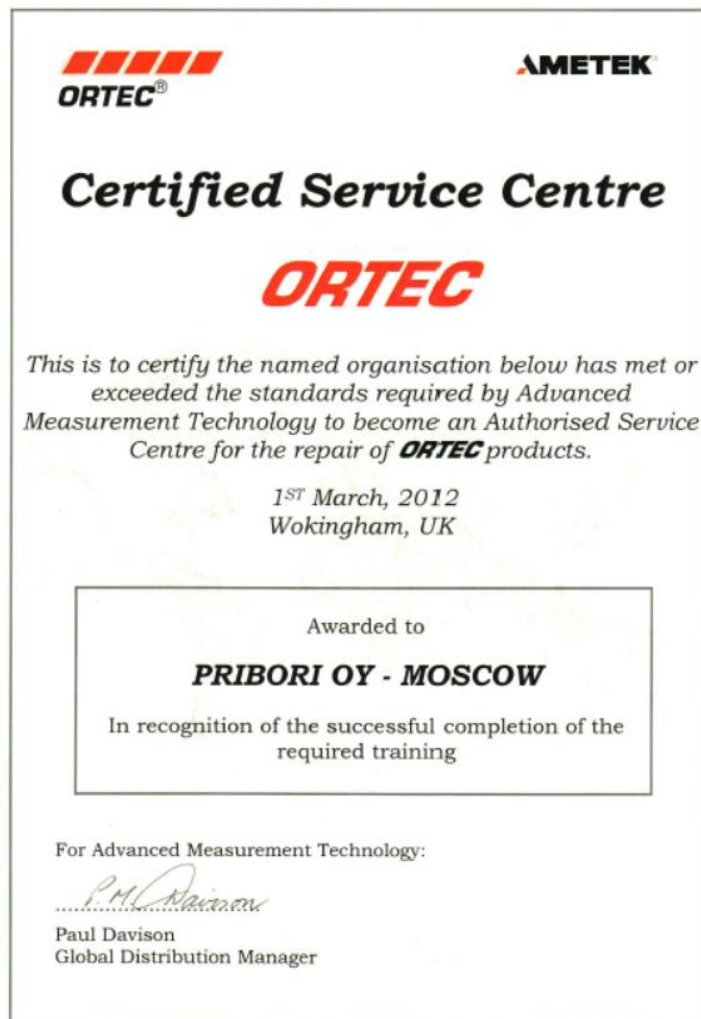 ORTEC®
AMETEK
Certified Service Centre
ORTEC
This is to certify the named organisation below has met or
exceeded the standards required by Advanced
Measurement Technology to become an Authorised Service
Centre for the repair of ORTEC products.
1ST March, 2012
Wokingham, UK
Awarded to
PRIBORI OY - MOSCOW
In recognition of the successful completion of the
required training
For Advanced Measurement Technology:
P.M. Davison
Paul Davison
Global Distribution Manager